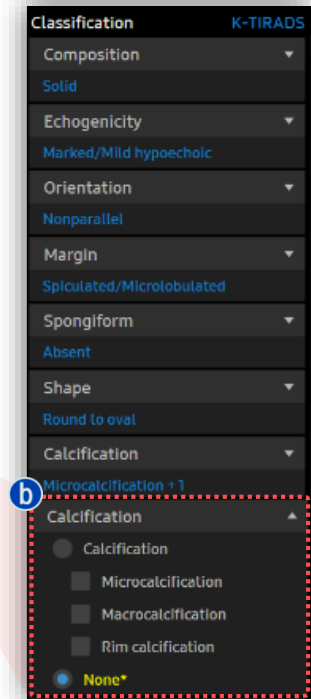 Classification K-TIRADS
Composition
Solid
Echogenicity
Marked/Mild hypoechoic
Orientation
Nonparallel
Margin
Spiculated/Microlobulated
Spongiform
Absent
Shape
Round to oval
Calcification
Microcalcification + 1
b
Calcification
Calcification
Microcalcification
Macrocalcification
Rim calcification
None*